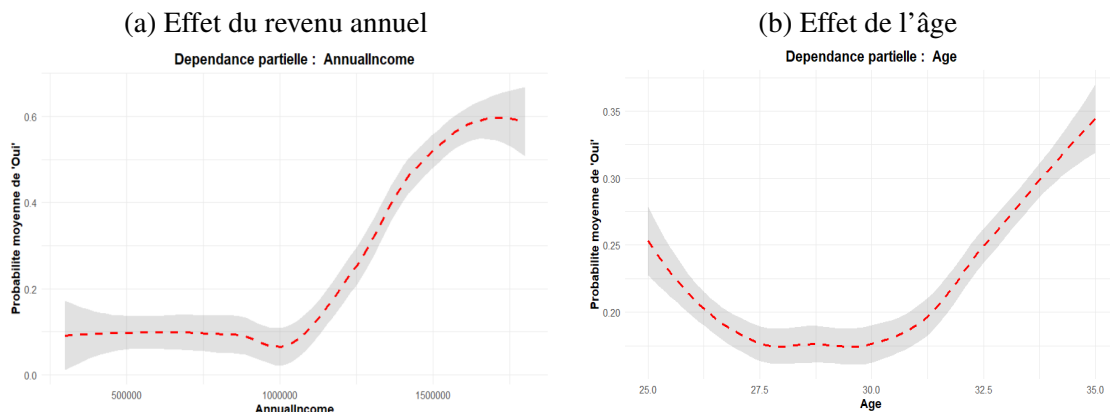 (a) Effet du revenu annuel
Dependance partielle : AnnualIncome
Probabilite moyenne de 'Oui'
0.6
0.4
0.2
0.0
500000 1000000 1500000
AnnualIncome
(b) Effet de l’âge
Dependance partielle : Age
Probabilite moyenne de 'Oui'
0.35
0.30
0.25
0.20
25.0 27.5 30.0 32.5 35.0
Age